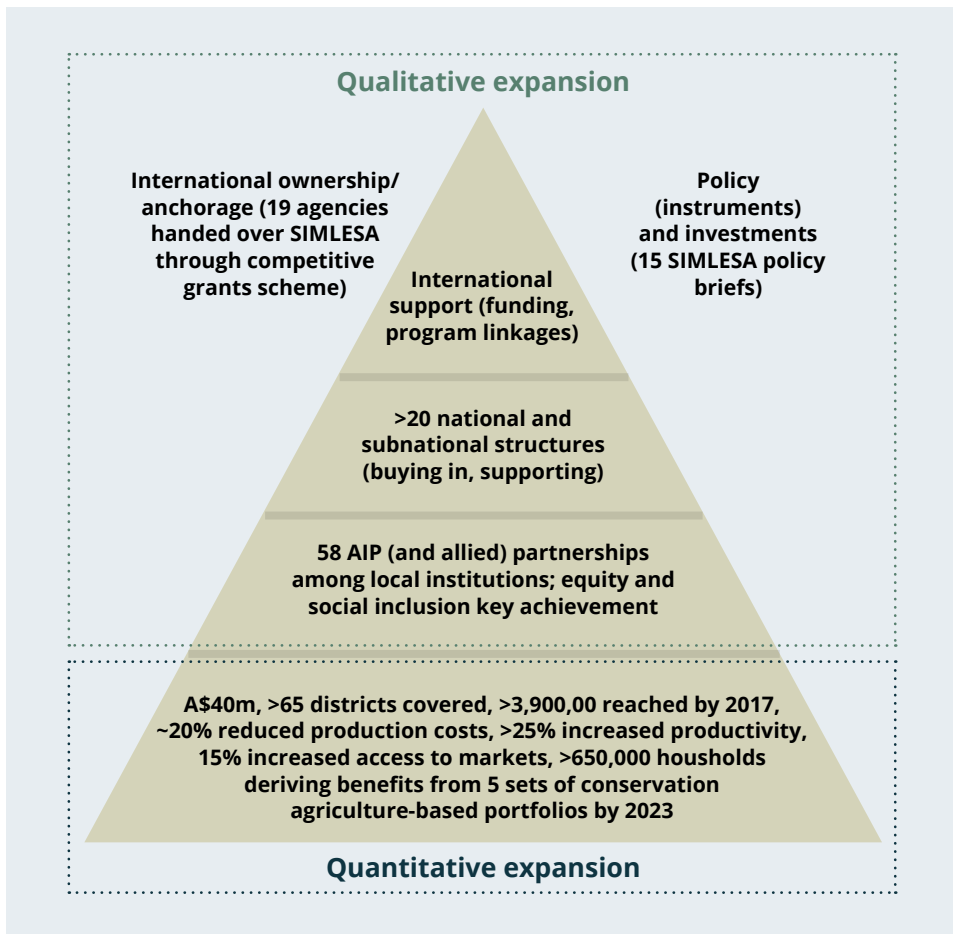 Qualitative expansion
International ownership/
anchorage (19 agencies
handed over SIMLESA
through competitive
grants scheme)
Policy
(instruments)
and investments
(15 SIMLESA policy
briefs)
International
support (funding,
program linkages)
>20 national and
subnational structures
(buying in, supporting)
58 AIP (and allied) partnerships
among local institutions; equity and
social inclusion key achievement
A$40m, >65 districts covered, >3,900,00 reached by 2017,
~20% reduced production costs, >25% increased productivity,
15% increased access to markets, >650,000 housholds
deriving benefits from 5 sets of conservation
agriculture-based portfolios by 2023
Quantitative expansion